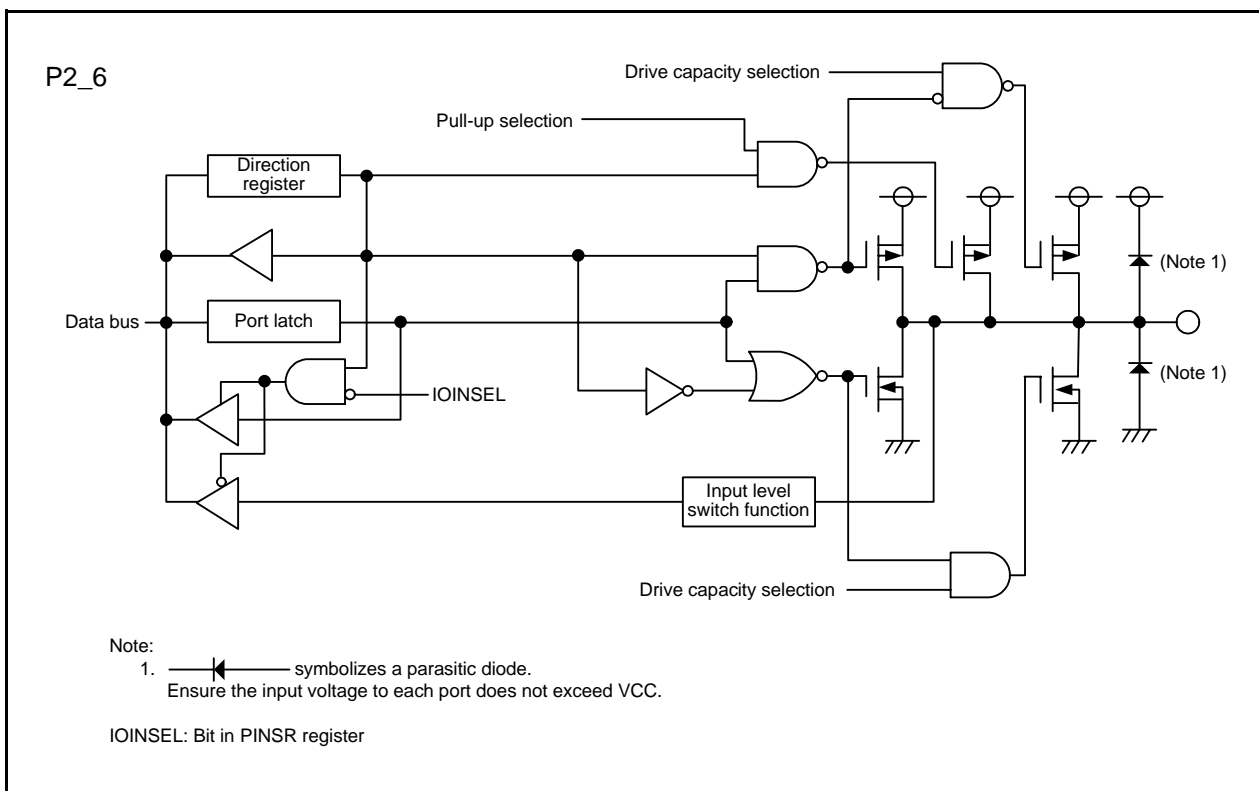 P2_6
Drive capacity selection
Pull-up selection
Direction
register
Data bus
Port latch
IOINSEL
(Note 1)
(Note 1)
Input level
switch function
Drive capacity selection
Note:
1. symbolizes a parasitic diode.
Ensure the input voltage to each port does not exceed VCC.
IOINSEL: Bit in PINSR register